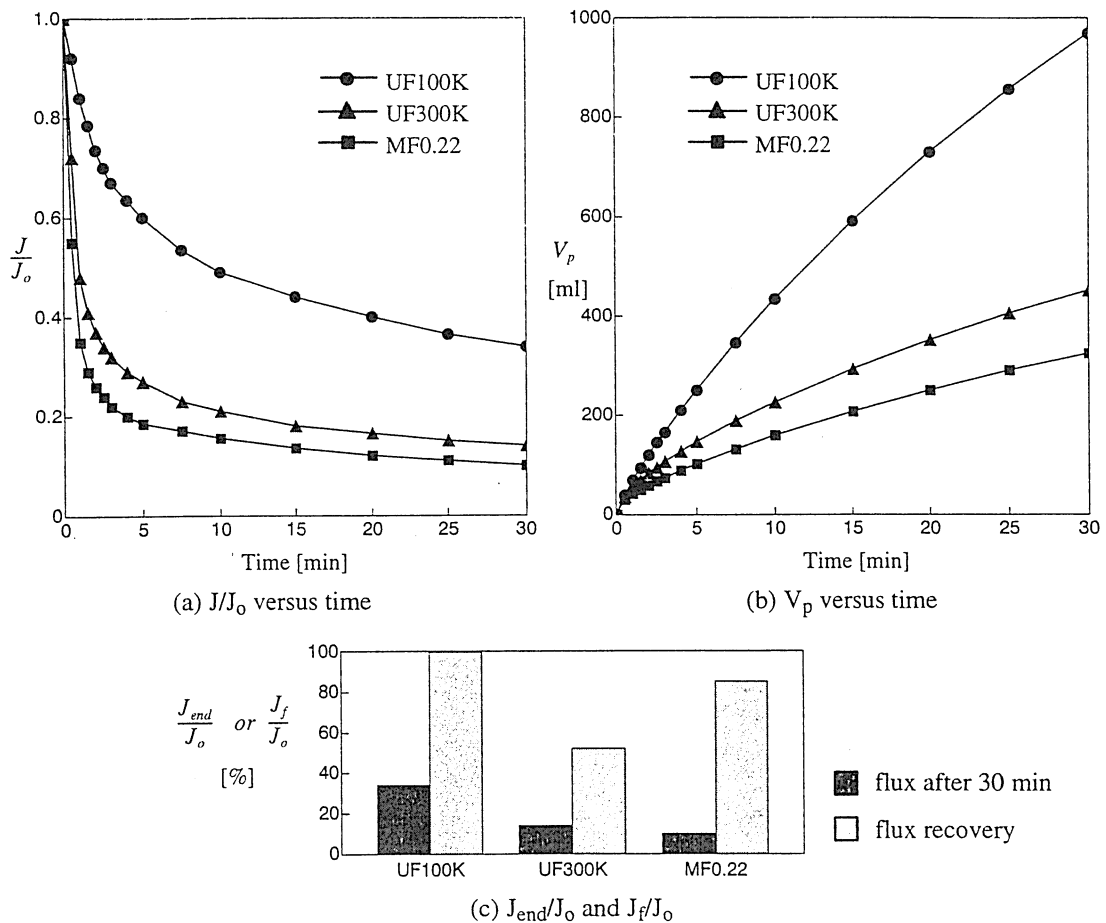 1.0
0.8
0.6
0.4
0.2
0
J
J_o
UF100K
UF300K
MF0.22
0
5
10
15
20
25
30
Time [min]
(a) J/J_o versus time
1000
800
600
400
200
0
V_p
[ml]
UF100K
UF300K
MF0.22
0
5
10
15
20
25
30
Time [min]
(b) V_p versus time
100
80
60
40
20
0
J_end/J_o or J_f/J_o
[%]
UF100K
UF300K
MF0.22
flux after 30 min
flux recovery
(c) J_end/J_o and J_f/J_o